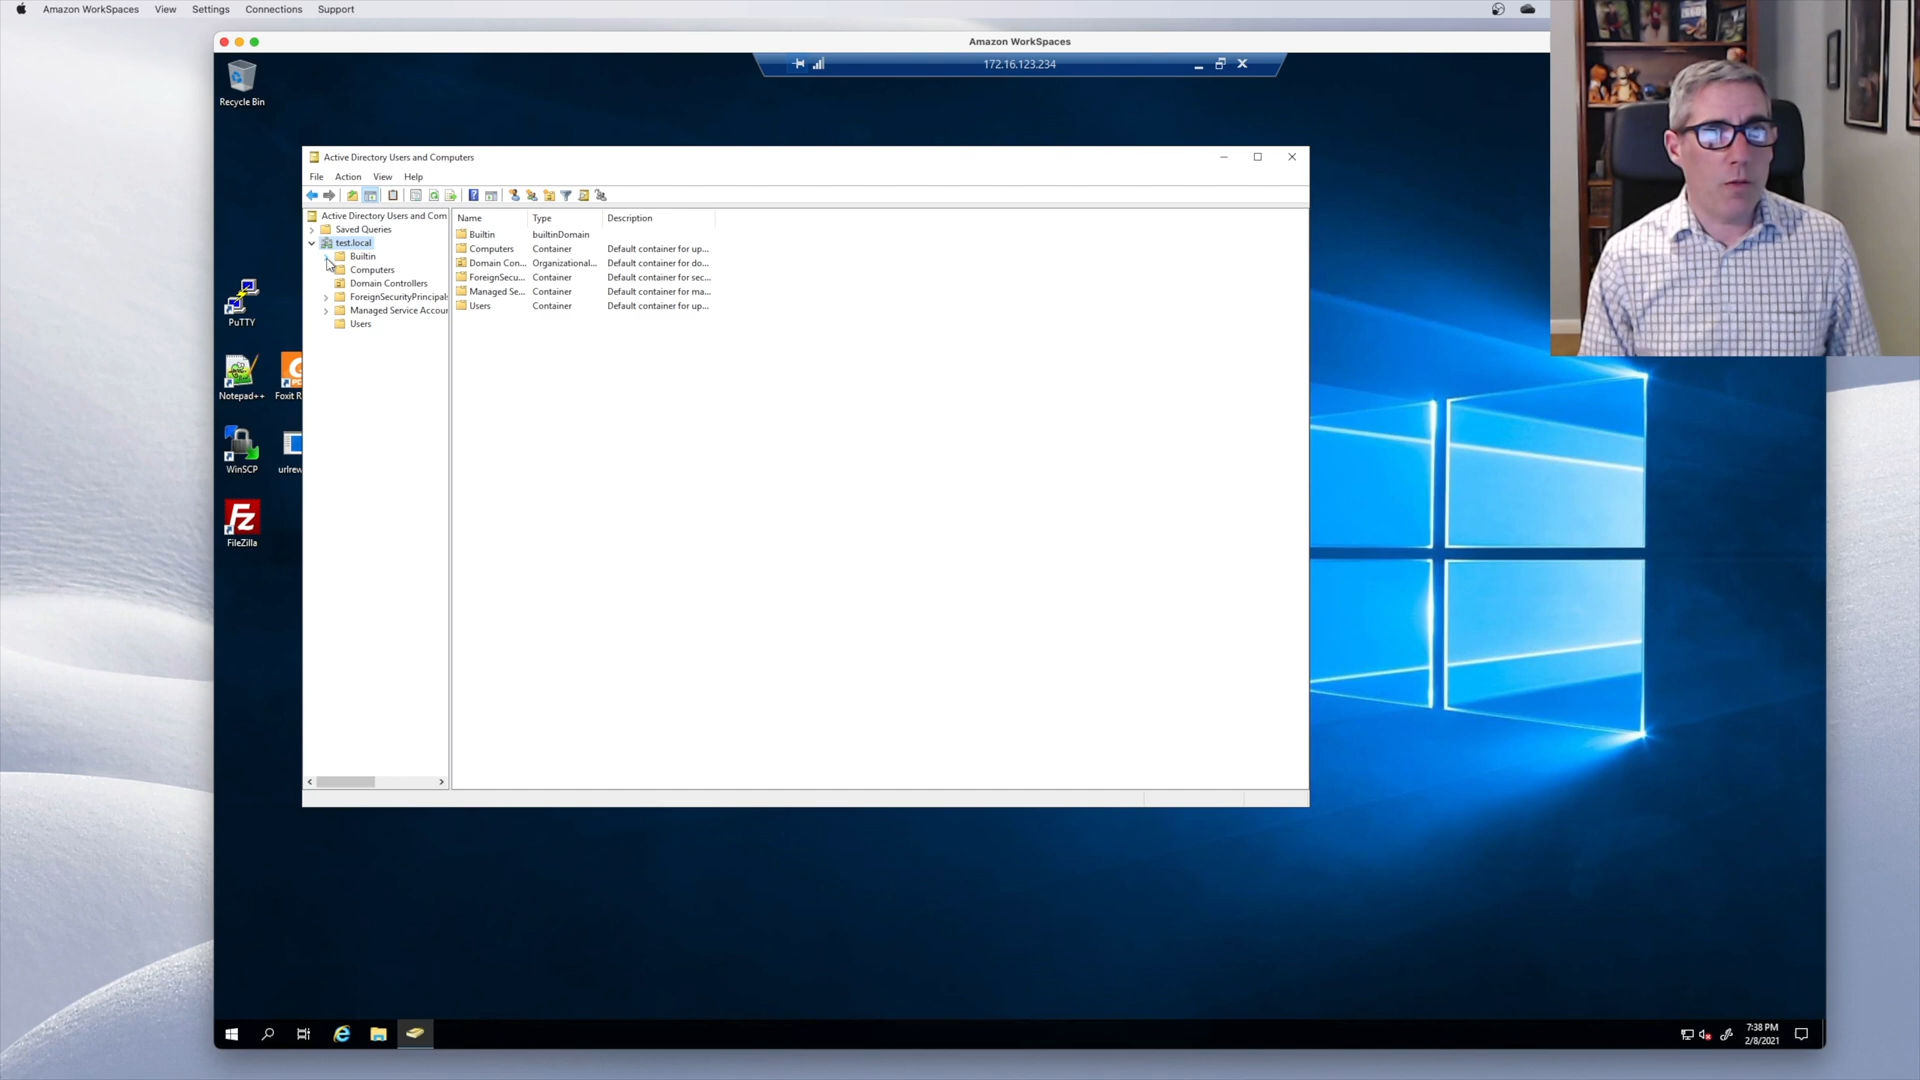 Amazon WorkSpaces View Settings Connections Support
Amazon WorkSpaces
172.16.123.234
Recycle Bin
Active Directory Users and Computers
File Action View Help
Active Directory Users and Com
Saved Queries
test.local
Builtin
Computers
Domain Controllers
ForeignSecurityPrincipal
Managed Service Accour
Users
Name Type Description
Builtin builtinDomain
Computers Container Default container for up...
Domain Con... Organizational... Default container for do...
ForeignSecu... Container Default container for sec...
Managed Se... Container Default container for ma...
Users Container Default container for up...
PuTTY
Notepad++ Foxit R
WinSCP urlrew
FileZilla
7:38 PM
2/8/2021